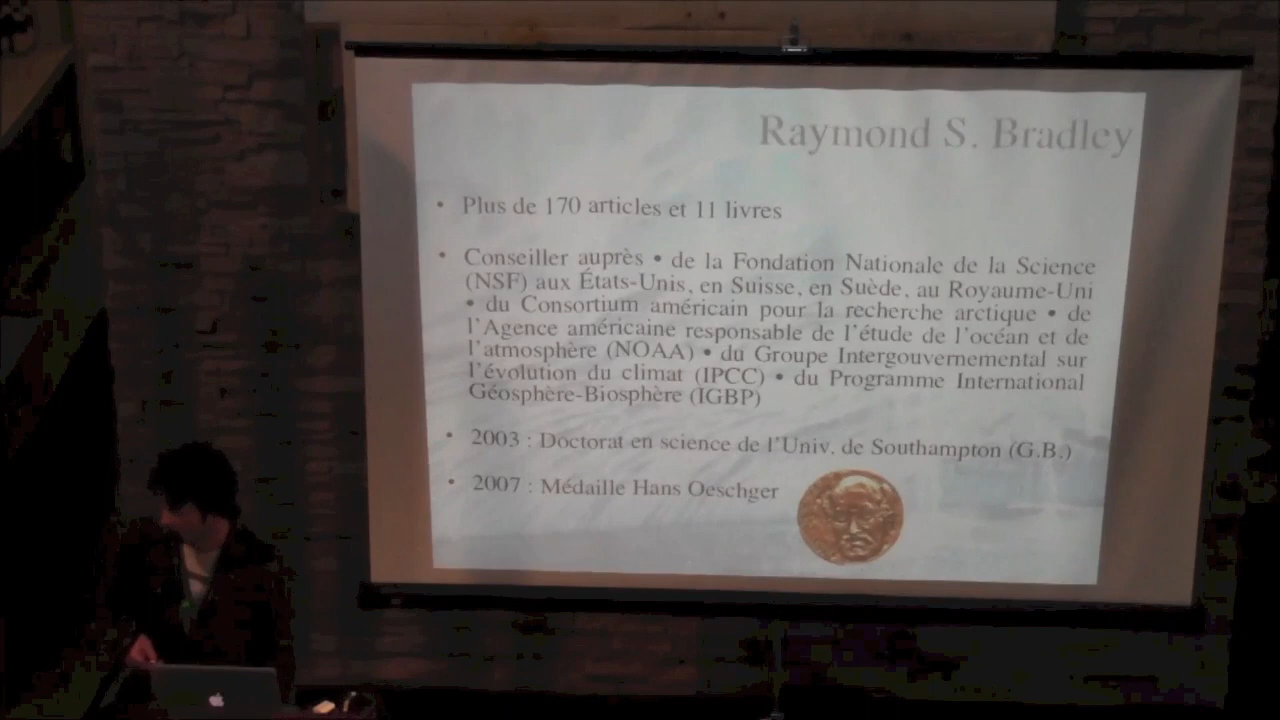 Raymond S. Bradley
• Plus de 170 articles et 11 livres
• Conseiller auprès • de la Fondation Nationale de la Science
(NSF) aux États-Unis, en Suisse, en Suède, au Royaume-Uni
• du Consortium américain pour la recherche arctique • de
l'Agence américaine responsable de l'étude de l'océan et de
l'atmosphère (NOAA) • du Groupe Intergouvernemental sur
l'évolution du climat (IPCC) • du Programme International
Géosphère-Biosphère (IGBP)
• 2003 : Doctorat en science de l'Univ. de Southampton (G.B.)
• 2007 : Médaille Hans Oeschger